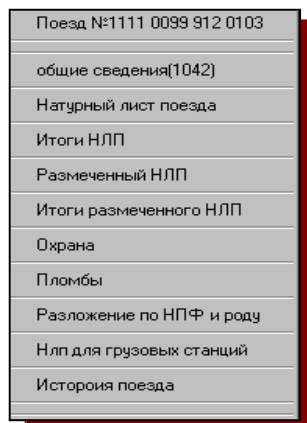 Поезд №1111 0099 912 0103
общие сведения(1042)
Натурный лист поезда
Итоги НЛП
Размеченный НЛП
Итоги размеченного НЛП
Охрана
Пломбы
Разложение по НПФ и роду
Нлп для грузовых станций
Истороия поезда